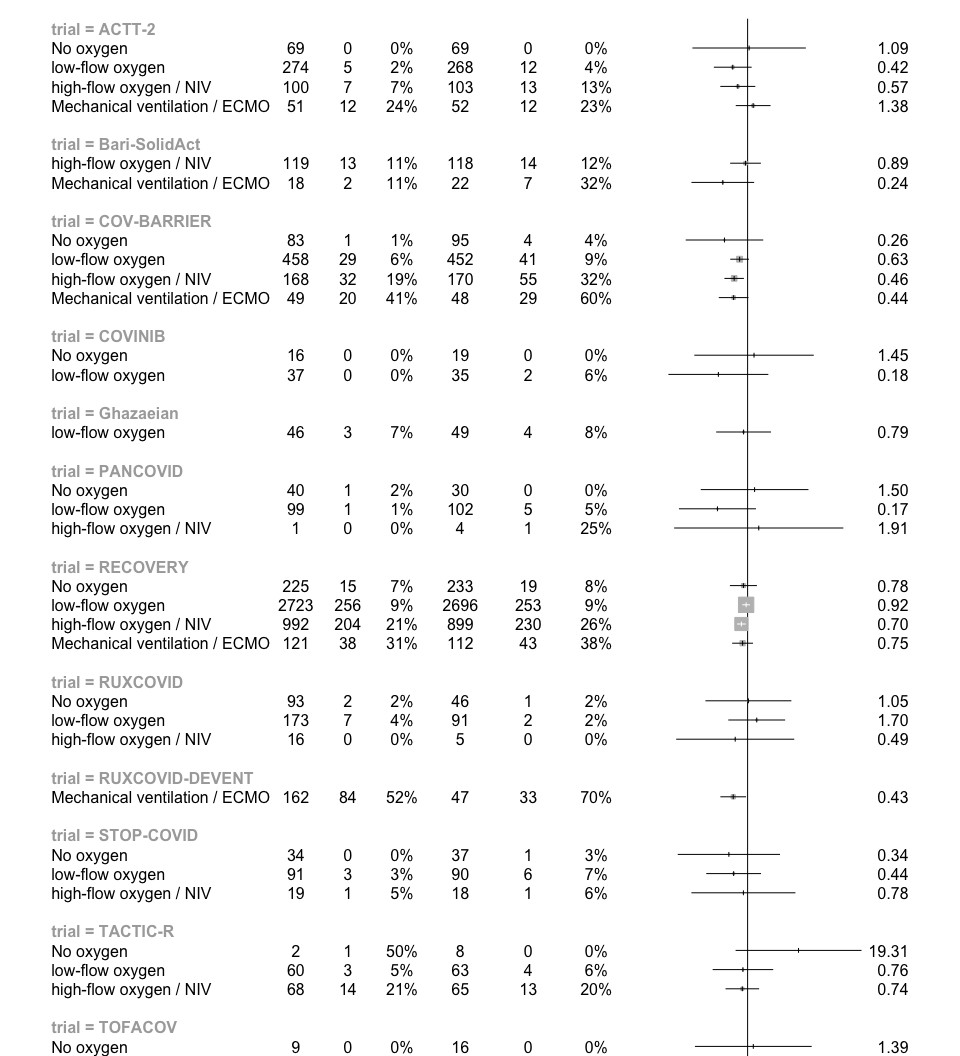 trial = ACTT-2
No oxygen 69 0 0% 69 0 0% 1.09
low-flow oxygen 274 5 2% 268 12 4% 0.42
high-flow oxygen / NIV 100 7 7% 103 13 13% 0.57
Mechanical ventilation / ECMO 51 12 24% 52 12 23% 1.38
trial = Bari-SolidAct
high-flow oxygen / NIV 119 13 11% 118 14 12% 0.89
Mechanical ventilation / ECMO 18 2 11% 22 7 32% 0.24
trial = COV-BARRIER
No oxygen 83 1 1% 95 4 4% 0.26
low-flow oxygen 458 29 6% 452 41 9% 0.63
high-flow oxygen / NIV 168 32 19% 170 55 32% 0.46
Mechanical ventilation / ECMO 49 20 41% 48 29 60% 0.44
trial = COVINIB
No oxygen 16 0 0% 19 0 0% 1.45
low-flow oxygen 37 0 0% 35 2 6% 0.18
trial = Ghazaeian
low-flow oxygen 46 3 7% 49 4 8% 0.79
trial = PANCOVID
No oxygen 40 1 2% 30 0 0% 1.50
low-flow oxygen 99 1 1% 102 5 5% 0.17
high-flow oxygen / NIV 1 0 0% 4 1 25% 1.91
trial = RECOVERY
No oxygen 225 15 7% 233 19 8% 0.78
low-flow oxygen 2723 256 9% 2696 253 9% 0.92
high-flow oxygen / NIV 992 204 21% 899 230 26% 0.70
Mechanical ventilation / ECMO 121 38 31% 112 43 38% 0.75
trial = RUXCOVID
No oxygen 93 2 2% 46 1 2% 1.05
low-flow oxygen 173 7 4% 91 2 2% 1.70
high-flow oxygen / NIV 16 0 0% 5 0 0% 0.49
trial = RUXCOVID-DEVENT
Mechanical ventilation / ECMO 162 84 52% 47 33 70% 0.43
trial = STOP-COVID
No oxygen 34 0 0% 37 1 3% 0.34
low-flow oxygen 91 3 3% 90 6 7% 0.44
high-flow oxygen / NIV 19 1 5% 18 1 6% 0.78
trial = TACTIC-R
No oxygen 2 1 50% 8 0 0% 19.31
low-flow oxygen 60 3 5% 63 4 6% 0.76
high-flow oxygen / NIV 68 14 21% 65 13 20% 0.74
trial = TOFACOV
No oxygen 9 0 0% 16 0 0% 1.39